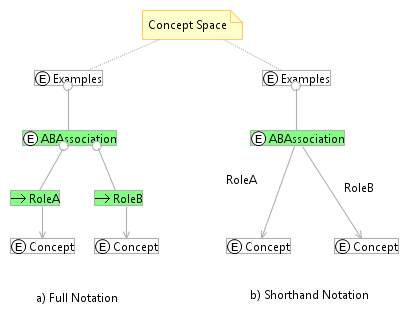 Concept Space
E Examples
E Examples
E ABAssociation
E ABAssociation
RoleA
RoleB
RoleA
RoleB
E Concept
E Concept
E Concept
E Concept
a) Full Notation
b) Shorthand Notation